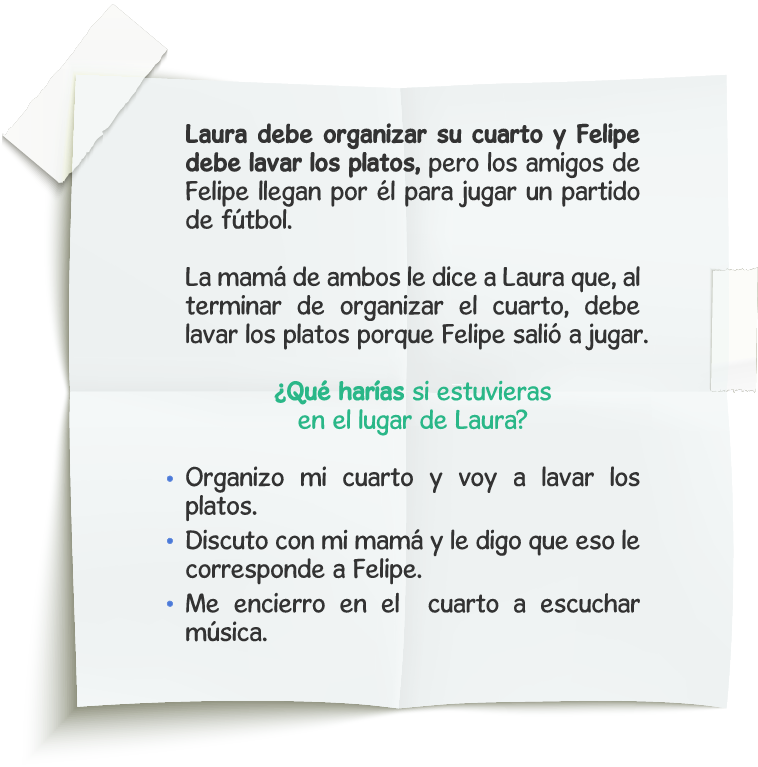 Laura debe organizar su cuarto y Felipe
debe lavar los platos, pero los amigos de
Felipe llegan por él para jugar un partido
de fútbol.
La mamá de ambos le dice a Laura que, al
terminar de organizar el cuarto, debe
lavar los platos porque Felipe salió a jugar.
¿Qué harías si estuvieras
en el lugar de Laura?
• Organizo mi cuarto y voy a lavar los
platos.
• Discuto con mi mamá y le digo que eso le
corresponde a Felipe.
• Me encierro en el cuarto a escuchar
música.